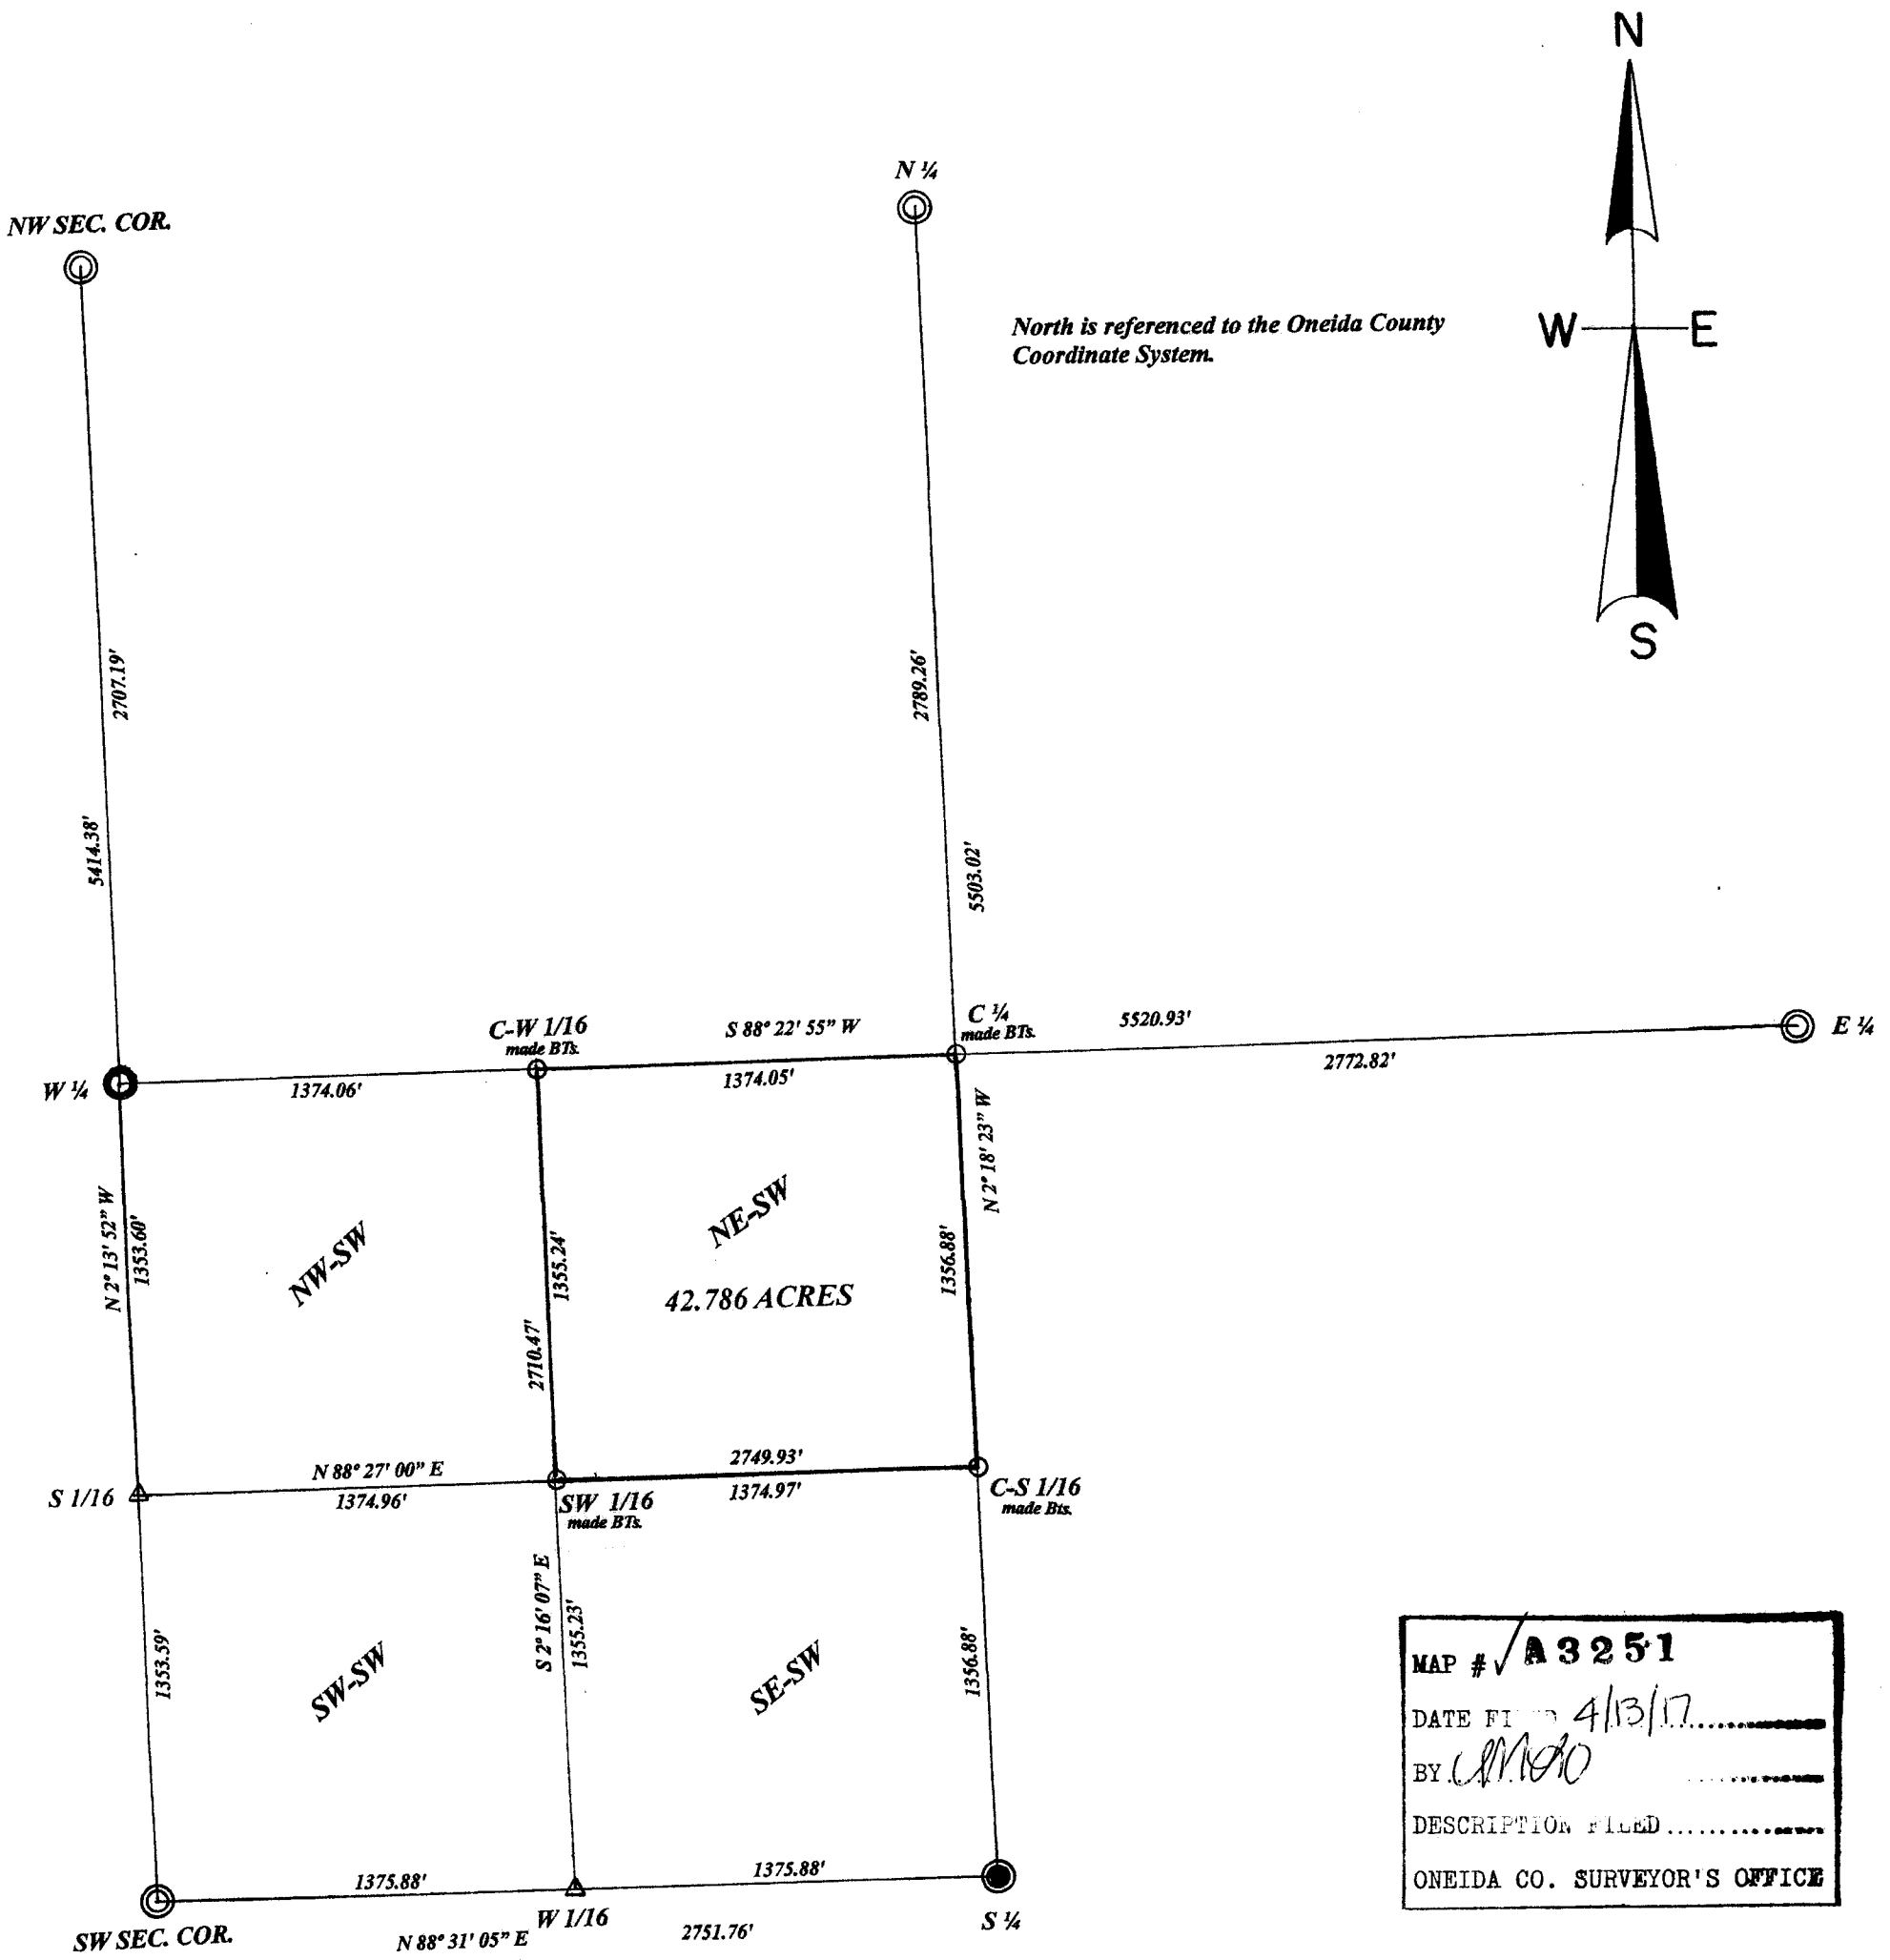 N
N ¼
NW SEC. COR.
North is referenced to the Oneida County
Coordinate System.
W
E
S
2707.19'
2789.26'
5414.38'
5503.02'
C-W 1/16
made BTs.
S 88° 22' 55” W
C ¼
made BTs.
5520.93'
E ¼
W ¼
1374.06'
1374.05'
2772.82'
N 2° 13' 52” W
1353.60'
NW-SW
NE-SW
N 2° 18' 23” W
1355.24'
1356.88'
42.786 ACRES
2710.47'
2749.93'
N 88° 27' 00” E
S 1/16
1374.96'
SW 1/16
made BTs.
1374.97'
C-S 1/16
made Bts.
S 2° 16' 07” E
1355.23'
1353.59'
SW-SW
SE-SW
1356.88'
MAP # √ A3251
DATE FI D 4/13/17
BY
DESCRIPTION FILED
ONEIDA CO. SURVEYOR'S OFFICE
1375.88'
1375.88'
SW SEC. COR.
W 1/16
S ¼
N 88° 31' 05” E
2751.76'